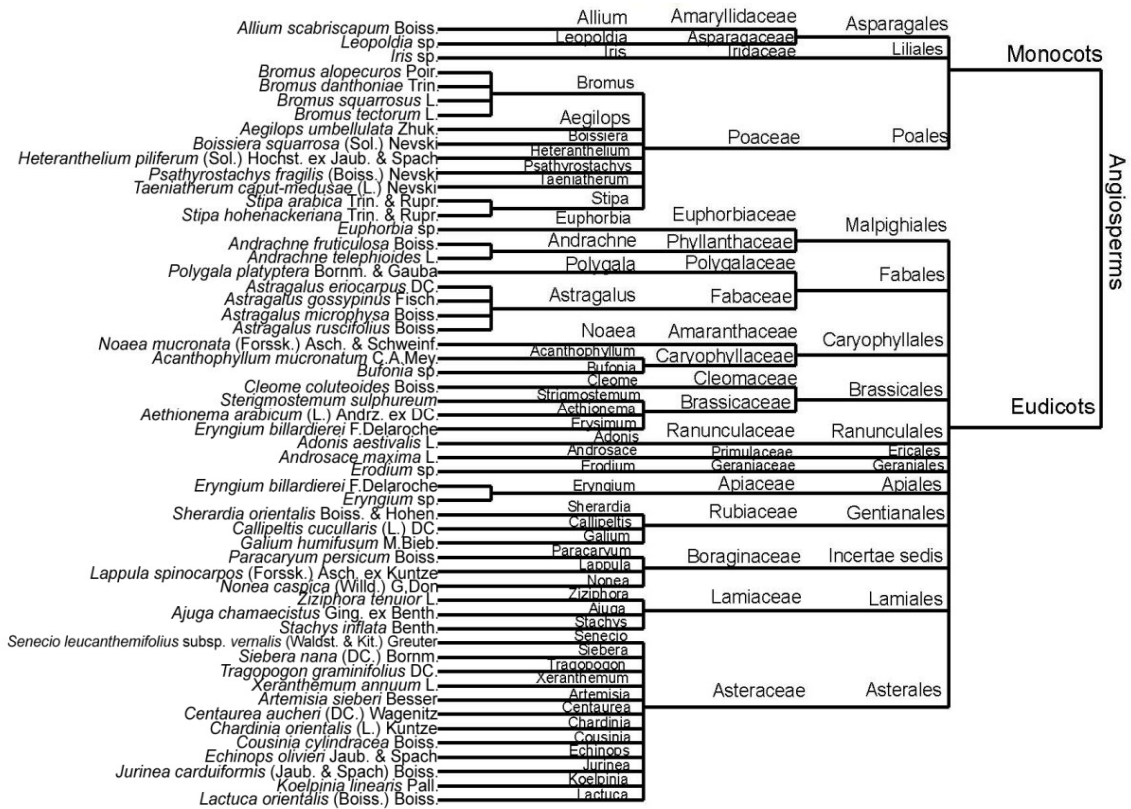 Allium scabriscapum Boiss. Allium Amaryllidaceae Asparagales
Leopoldia sp. Leopoldia Asparagaceae
Iris sp. Iris Iridaceae Liliales
Monocots
Bromus alopecuros Poir.
Bromus danthoniae Trin. Bromus
Bromus squarrosus L.
Bromus tectorum L.
Aegilops umbellulata Zhuk. Aegilops
Boissiera squarrosa (Sol.) Nevski Boissiera Poaceae Poales
Heteranthelium piliferum (Sol.) Hochst. ex Jaub. & Spach Heteranthelium
Psathyrostachys fragilis (Boiss.) Nevski Psathyrostachys
Taeniatherum caput-medusae (L.) Nevski Taeniatherum
Stipa arabica Trin. & Rupr. Stipa
Stipa hohenackeriana Trin. & Rupr.
Angiosperms
Euphorbia sp. Euphorbia Euphorbiaceae Malpighiales
Andrachne fruticulosa Boiss. Andrachne Phyllanthaceae
Andrachne telephioides L.
Polygala platyptera Bornm. & Gauba Polygala Polygalaceae Fabales
Astragalus eriocarpus DC.
Astragalus gossypinus Fisch. Astragalus Fabaceae
Astragalus microphysa Boiss.
Astragalus ruscifolius Boiss.
Noaea mucronata (Forssk.) Asch. & Schweinf. Noaea Amaranthaceae Caryophyllales
Acanthophyllum mucronatum C.A.Mey. Acanthophyllum Caryophyllaceae
Bufonia sp. Bufonia
Cleome coluteoides Boiss. Cleome Cleomaceae Brassicales
Sterigmostemum sulphureum Strigmostemum Brassicaceae
Aethionema arabicum (L.) Andrz. ex DC. Aethionema
Eudicots
Eryngium billardierei F.Delaroche Erysimum
Adonis aestivalis L. Adonis Ranunculaceae Ranunculales
Androsace maxima L. Androsace Primulaceae Ericales
Erodium sp. Erodium Geraniaceae Geraniales
Eryngium billardierei F.Delaroche Eryngium Apiaceae Apiales
Eryngium sp.
Sherardia orientalis Boiss. & Hohen. Sherardia Rubiaceae Gentianales
Callipeltis cucullaris (L.) DC. Callipeltis
Galium humifusum M.Bieb. Galium
Paracaryum persicum Boiss. Paracaryum Boraginaceae Incertae sedis
Lappula spinocarpos (Forssk.) Asch. ex Kuntze Lappula
Nonea caspica (Willd.) G,Don Nonea
Ziziphora tenuior L. Ziziphora Lamiaceae Lamiales
Ajuga chamaecistus Ging. ex Benth. Ajuga
Stachys inflata Benth. Stachys
Senecio leucanthemifolius subsp. vernalis (Waldst. & Kit.) Greuter Senecio
Siebera nana (DC.) Bornm. Siebera
Tragopogon graminifolius DC. Tragopogon
Xeranthemum annuum L. Xeranthemum Asteraceae Asterales
Artemisia sieberi Besser Artemisia
Centaurea aucheri (DC.) Wagenitz Centaurea
Chardinia orientalis (L.) Kuntze Chardinia
Cousinia cylindracea Boiss. Cousinia
Echinops olivieri Jaub. & Spach Echinops
Jurinea carduiformis (Jaub. & Spach) Boiss. Jurinea
Koelpinia linearis Pall. Koelpinia
Lactuca orientalis (Boiss.) Boiss. Lactuca